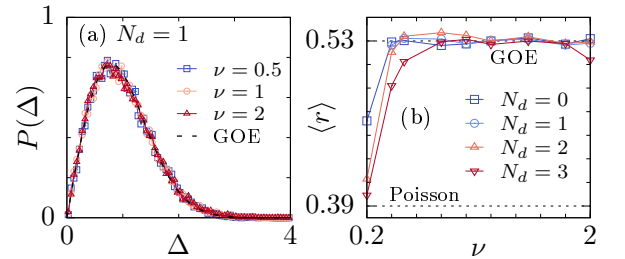 (a) N_d = 1
ν = 0.5
ν = 1
ν = 2
GOE
P(Δ)
1
0
0
Δ
4
0.53
GOE
⟨r⟩
(b)
N_d = 0
N_d = 1
N_d = 2
N_d = 3
Poisson
0.39
0.2
ν
2